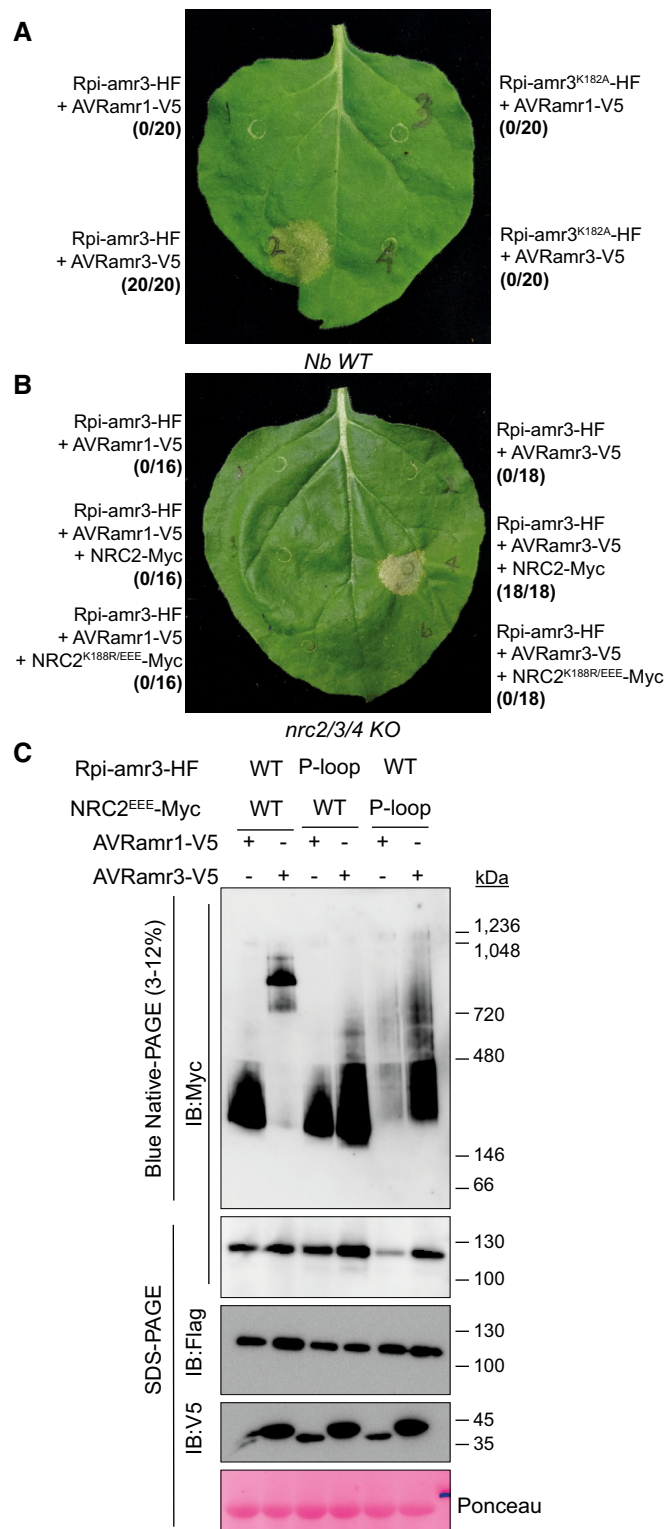 A
Rpi-amr3-HF
+ AVRamr1-V5
(0/20)
Rpi-amr3K182A-HF
+ AVRamr1-V5
(0/20)
3
Rpi-amr3-HF
+ AVRamr3-V5
(20/20)
Rpi-amr3K182A-HF
+ AVRamr3-V5
(0/20)
2
4
Nb WT
B
Rpi-amr3-HF
+ AVRamr1-V5
(0/16)
Rpi-amr3-HF
+ AVRamr3-V5
(0/18)
Rpi-amr3-HF
+ AVRamr1-V5
+ NRC2-Myc
(0/16)
Rpi-amr3-HF
+ AVRamr3-V5
+ NRC2-Myc
(18/18)
4
Rpi-amr3-HF
+ AVRamr1-V5
+ NRC2K188R/EEE-Myc
(0/16)
Rpi-amr3-HF
+ AVRamr3-V5
+ NRC2K188R/EEE-Myc
(0/18)
6
nrc2/3/4 KO
C
Rpi-amr3-HF WT P-loop WT
NRC2EEE-Myc WT WT P-loop
AVRamr1-V5 + - + - + -
AVRamr3-V5 - + - + - +
kDa
Blue Native-PAGE (3-12%)
IB:Myc
1,236
1,048
720
480
146
66
SDS-PAGE
130
100
IB:Flag
130
100
IB:V5
45
35
Ponceau